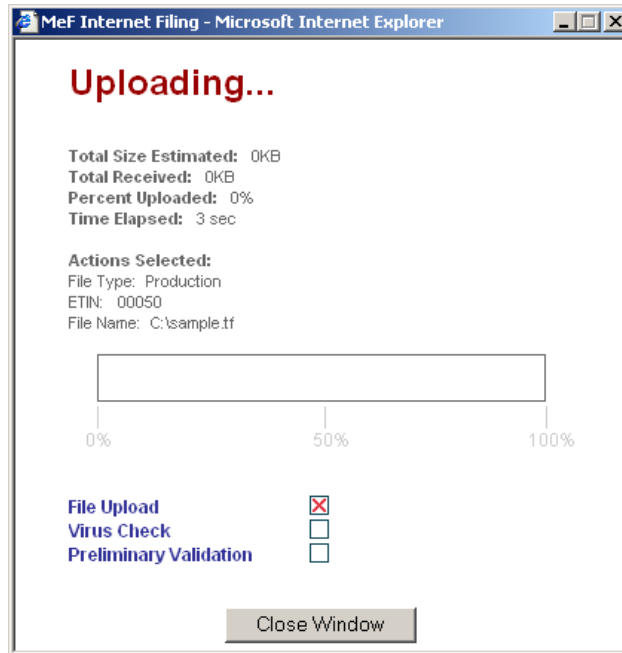 MeF Internet Filing - Microsoft Internet Explorer
Uploading...
Total Size Estimated: 0KB
Total Received: 0KB
Percent Uploaded: 0%
Time Elapsed: 3 sec
Actions Selected:
File Type: Production
ETIN: 00050
File Name: C:\sample.tf
0% 50% 100%
File Upload
Virus Check
Preliminary Validation
Close Window